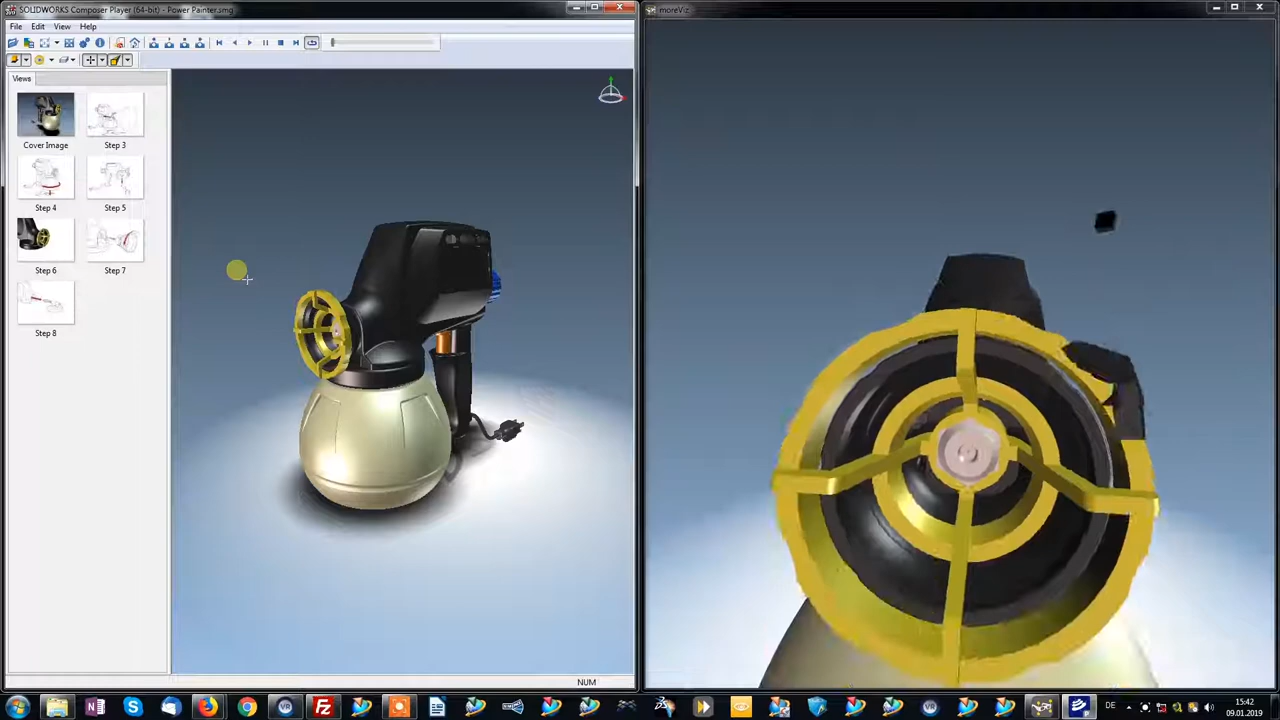 SOLIDWORKS Composer Player (64-bit) - Power Painter.smg
moreViz
File Edit View Help
Views
Cover Image
Step 3
Step 4
Step 5
Step 6
Step 7
Step 8
NUM
DE
15:42
09.01.2019